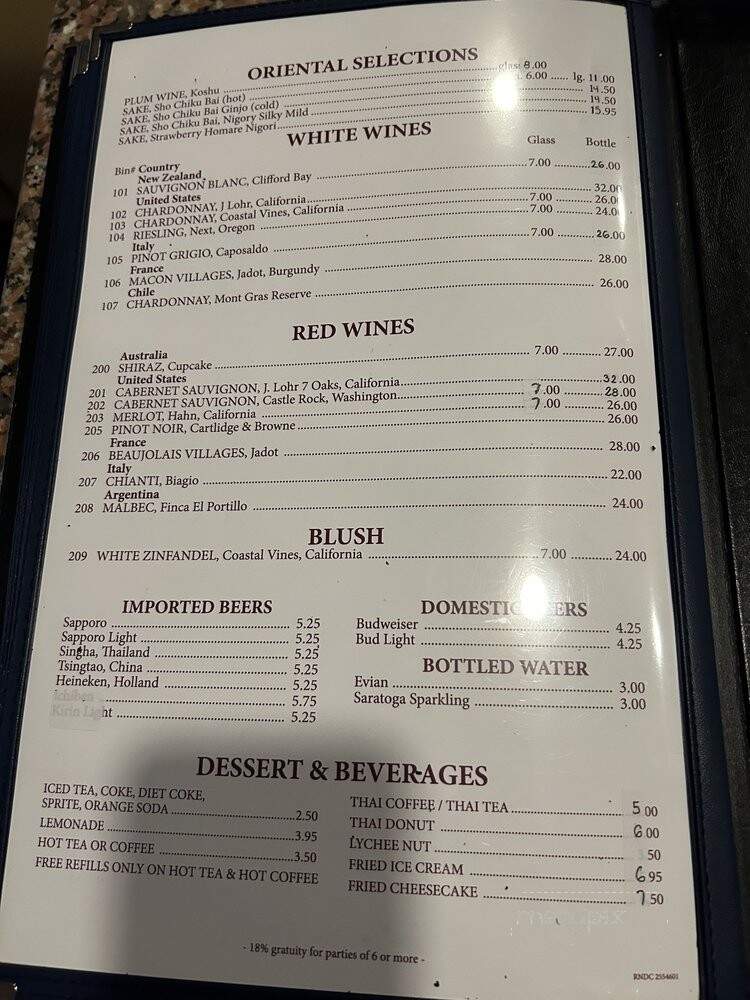 ORIENTAL SELECTIONS
PLUM WINE, Koshu ... glass 8.00
SAKE, Sho Chiku Bai (hot) ... 6.00 ... lg. 11.00
SAKE, Sho Chiku Bai Ginjo (cold) ... 14.50
SAKE, Sho Chiku Bai, Nigory Silky Mild ... 14.50
SAKE, Strawberry Homare Nigori ... 15.95
WHITE WINES
Glass Bottle
Bin# Country
New Zealand
101 SAUVIGNON BLANC, Clifford Bay ... 7.00 ... 26.00
United States
102 CHARDONNAY, J Lohr, California ... 32.00
103 CHARDONNAY, Coastal Vines, California ... 7.00 ... 26.00
104 RIESLING, Next, Oregon ... 7.00 ... 24.00
Italy
105 PINOT GRIGIO, Caposaldo ... 7.00 ... 26.00
France
106 MACON VILLAGES, Jadot, Burgundy ... 28.00
Chile
107 CHARDONNAY, Mont Gras Reserve ... 26.00
RED WINES
Australia
200 SHIRAZ, Cupcake ... 7.00 ... 27.00
United States
201 CABERNET SAUVIGNON, J. Lohr 7 Oaks, California ... 32.00
202 CABERNET SAUVIGNON, Castle Rock, Washington ... 7.00 ... 28.00
203 MERLOT, Hahn, California ... 7.00 ... 26.00
205 PINOT NOIR, Cartlidge & Browne ... 26.00
France
206 BEAUJOLAIS VILLAGES, Jadot ... 28.00
Italy
207 CHIANTI, Biagio ... 22.00
Argentina
208 MALBEC, Finca El Portillo ... 24.00
BLUSH
209 WHITE ZINFANDEL, Coastal Vines, California ... 7.00 ... 24.00
IMPORTED BEERS
Sapporo ... 5.25
Sapporo Light ... 5.25
Singha, Thailand ... 5.25
Tsingtao, China ... 5.25
Heineken, Holland ... 5.25
Ichiban ... 5.75
Kirin Light ... 5.25
DOMESTIC BEERS
Budweiser ... 4.25
Bud Light ... 4.25
BOTTLED WATER
Evian ... 3.00
Saratoga Sparkling ... 3.00
DESSERT & BEVERAGES
ICED TEA, COKE, DIET COKE,
SPRITE, ORANGE SODA ... 2.50
LEMONADE ... 3.95
HOT TEA OR COFFEE ... 3.50
FREE REFILLS ONLY ON HOT TEA & HOT COFFEE
THAI COFFEE / THAI TEA ... 5.00
THAI DONUT ... 6.00
LYCHEE NUT ... 50
FRIED ICE CREAM ... 6.95
FRIED CHEESECAKE ... 7.50
- 18% gratuity for parties of 6 or more -
RNDC 2554601